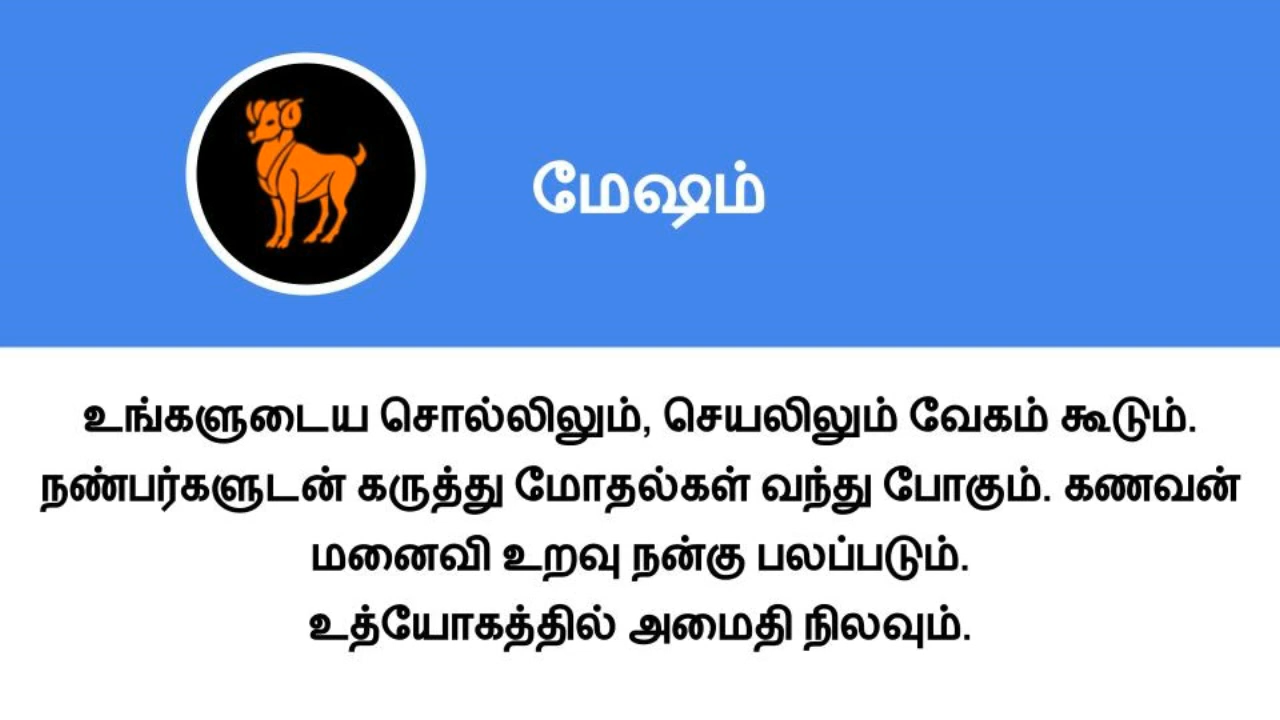 மேஷம்
உங்களுடைய சொல்லிலும், செயலிலும் வேகம் கூடும்.
நண்பர்களுடன் கருத்து மோதல்கள் வந்து போகும். கணவன்
மனைவி உறவு நன்கு பலப்படும்.
உத்யோகத்தில் அமைதி நிலவும்.